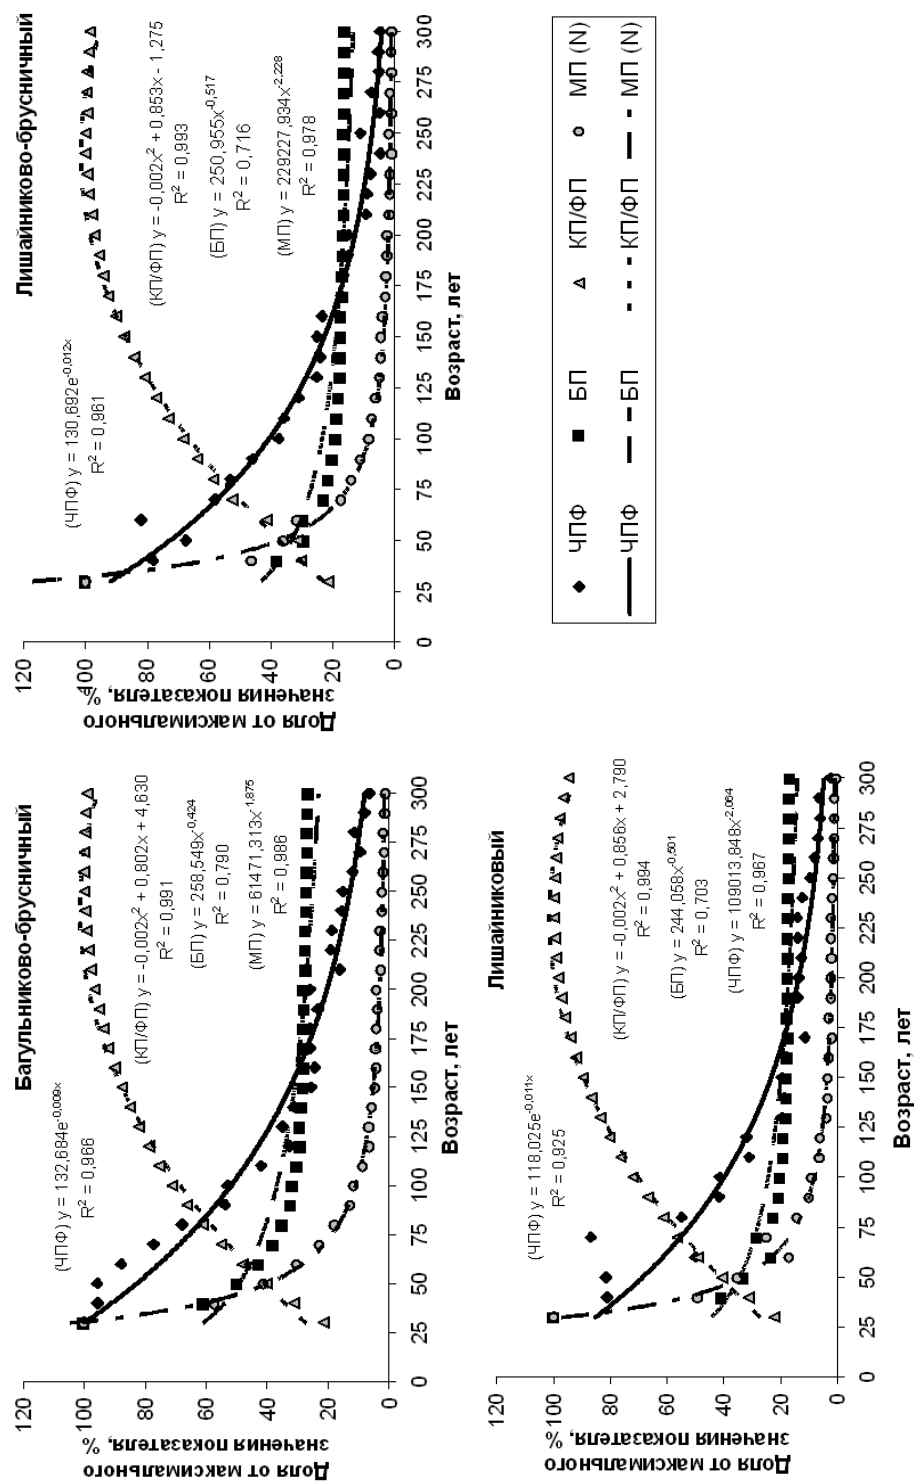 Багульниково-брусничный
(ЧПФ) y = 132,684e^-0,009x
R² = 0,966
(КП/ФП) y = -0,002x² + 0,802x + 4,630
R² = 0,991
(БП) y = 258,549x^-0,424
R² = 0,790
(МП) y = 61471,313x^-1,875
R² = 0,986
Доля от максимального
значения показателя, %
100
80
60
40
20
0
0 25 50 75 100 125 150 175 200 225 250 275 300
Возраст, лет
Лишайниково-брусничный
(ЧПФ) y = 130,692e^-0,012x
R² = 0,961
(КП/ФП) y = -0,002x² + 0,853x - 1,275
R² = 0,993
(БП) y = 250,955x^-0,517
R² = 0,716
(МП) y = 229227,934x^-2,228
R² = 0,978
Доля от максимального
значения показателя, %
120
100
80
60
40
20
0
0 25 50 75 100 125 150 175 200 225 250 275 300
Возраст, лет
Лишайниковый
(ЧПФ) y = 118,025e^-0,011x
R² = 0,925
(КП/ФП) y = -0,002x² + 0,856x + 2,790
R² = 0,994
(БП) y = 244,058x^-0,501
R² = 0,703
(ЧПФ) y = 109013,848x^-2,064
R² = 0,967
Доля от максимального
значения показателя, %
120
100
80
60
40
20
0
0 25 50 75 100 125 150 175 200 225 250 275 300
Возраст, лет
ЧПФ БП КП/ФП МП (N)
ЧПФ БП КП/ФП МП (N)